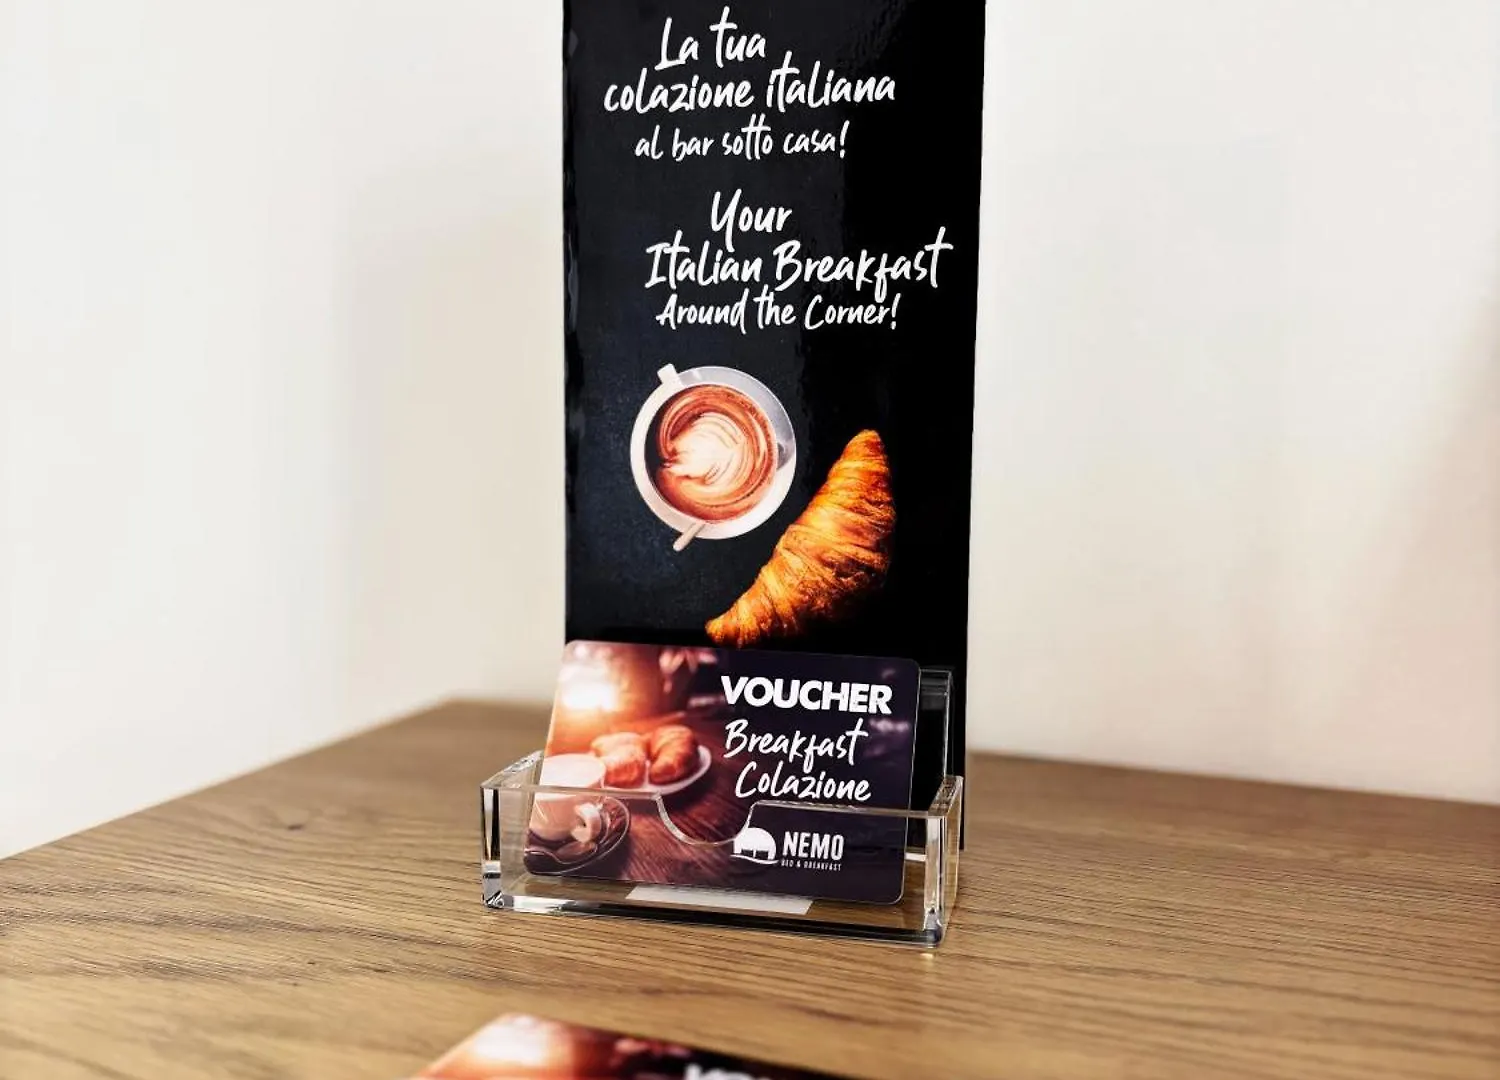 La tua
colazione italiana
al bar sotto casa!
Your
Italian Breakfast
Around the Corner!
VOUCHER
Breakfast
Colazione
NEMO
BED & BREAKFAST